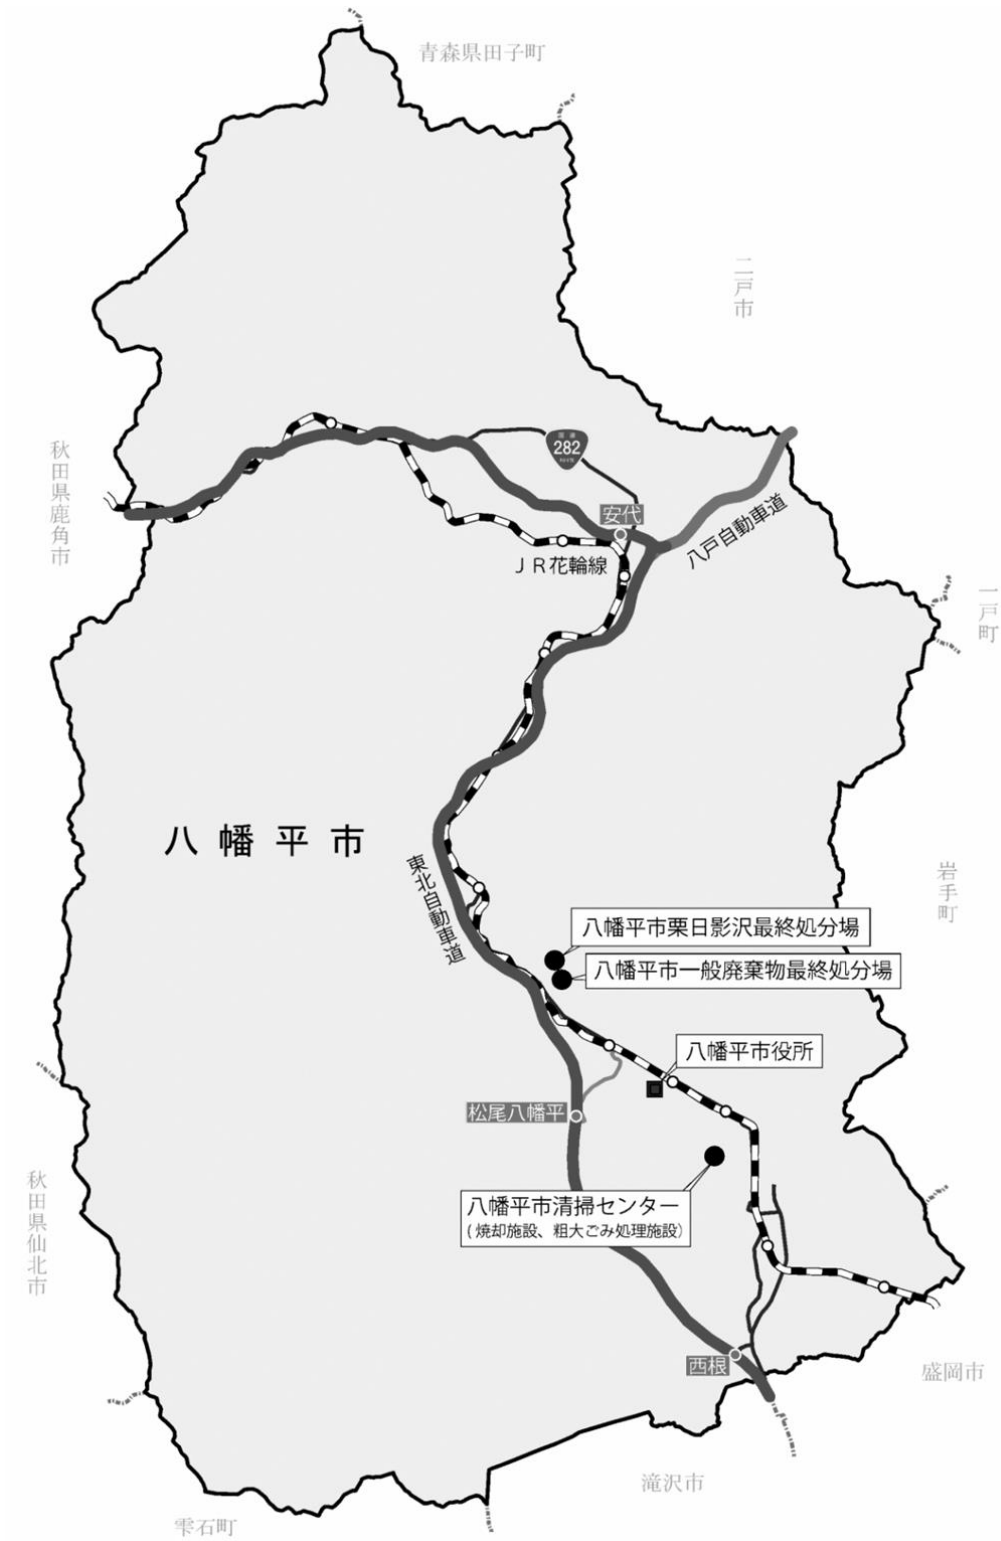 青森県田子町
二戸市
秋田県鹿角市
282
安代
八戸自動車道
JR花輪線
一戸町
八幡平市
東北自動車道
岩手町
八幡平市栗日影沢最終処分場
八幡平市一般廃棄物最終処分場
八幡平市役所
松尾八幡平
八幡平市清掃センター
(焼却施設、粗大ごみ処理施設)
秋田県仙北市
西根
盛岡市
滝沢市
雫石町